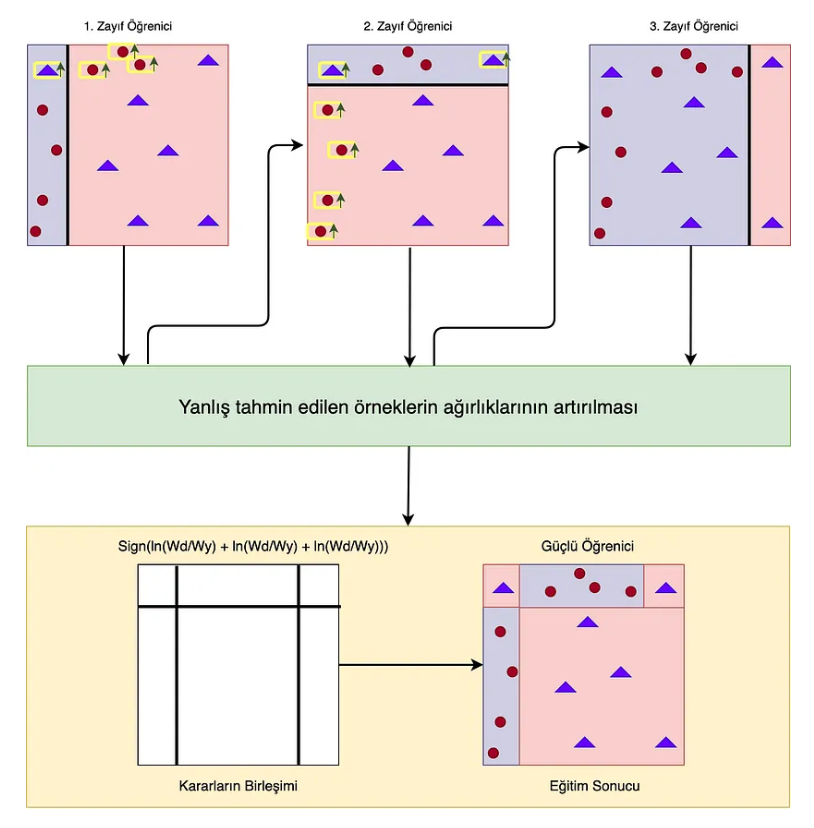 1. Zayıf Öğrenici
2. Zayıf Öğrenici
3. Zayıf Öğrenici
Yanlış tahmin edilen örneklerin ağırlıklarının artırılması
Sign(ln(Wd/Wy) + ln(Wd/Wy) + ln(Wd/Wy)))
Güçlü Öğrenici
Kararların Birleşimi
Eğitim Sonucu